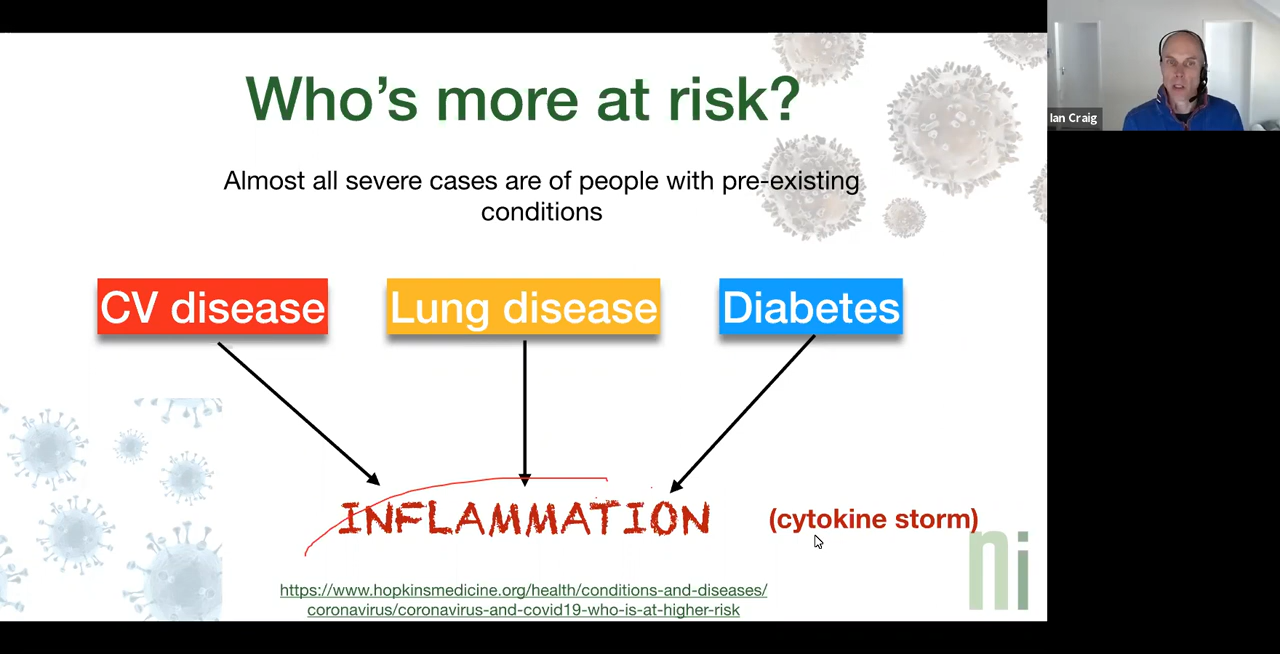 Who's more at risk?
Almost all severe cases are of people with pre-existing
conditions
CV disease
Lung disease
Diabetes
INFLAMMATION
(cytokine storm)
https://www.hopkinsmedicine.org/health/conditions-and-diseases/
coronavirus/coronavirus-and-covid19-who-is-at-higher-risk
ni
Ian Craig